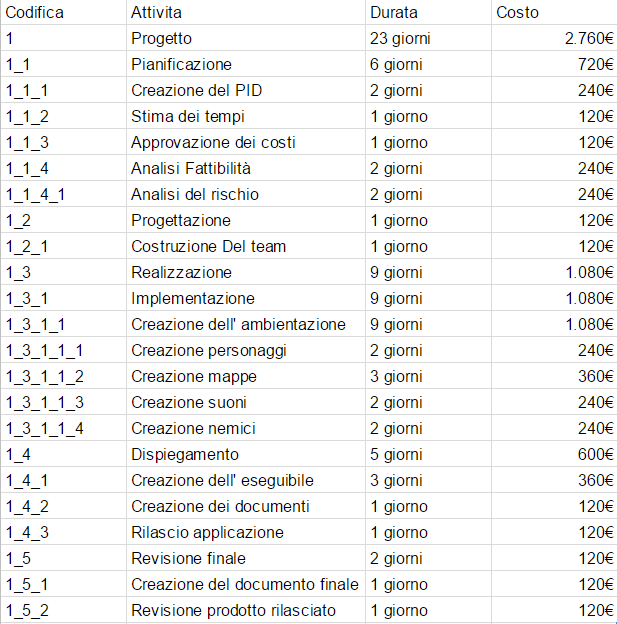 Codifica Attivita Durata Costo
1 Progetto 23 giorni 2.760€
1_1 Pianificazione 6 giorni 720€
1_1_1 Creazione del PID 2 giorni 240€
1_1_2 Stima dei tempi 1 giorno 120€
1_1_3 Approvazione dei costi 1 giorno 120€
1_1_4 Analisi Fattibilità 2 giorni 240€
1_1_4_1 Analisi del rischio 2 giorni 240€
1_2 Progettazione 1 giorno 120€
1_2_1 Costruzione Del team 1 giorno 120€
1_3 Realizzazione 9 giorni 1.080€
1_3_1 Implementazione 9 giorni 1.080€
1_3_1_1 Creazione dell' ambientazione 9 giorni 1.080€
1_3_1_1_1 Creazione personaggi 2 giorni 240€
1_3_1_1_2 Creazione mappe 3 giorni 360€
1_3_1_1_3 Creazione suoni 2 giorni 240€
1_3_1_1_4 Creazione nemici 2 giorni 240€
1_4 Dispiegamento 5 giorni 600€
1_4_1 Creazione dell' eseguibile 3 giorni 360€
1_4_2 Creazione dei documenti 1 giorno 120€
1_4_3 Rilascio applicazione 1 giorno 120€
1_5 Revisione finale 2 giorni 120€
1_5_1 Creazione del documento finale 1 giorno 120€
1_5_2 Revisione prodotto rilasciato 1 giorno 120€